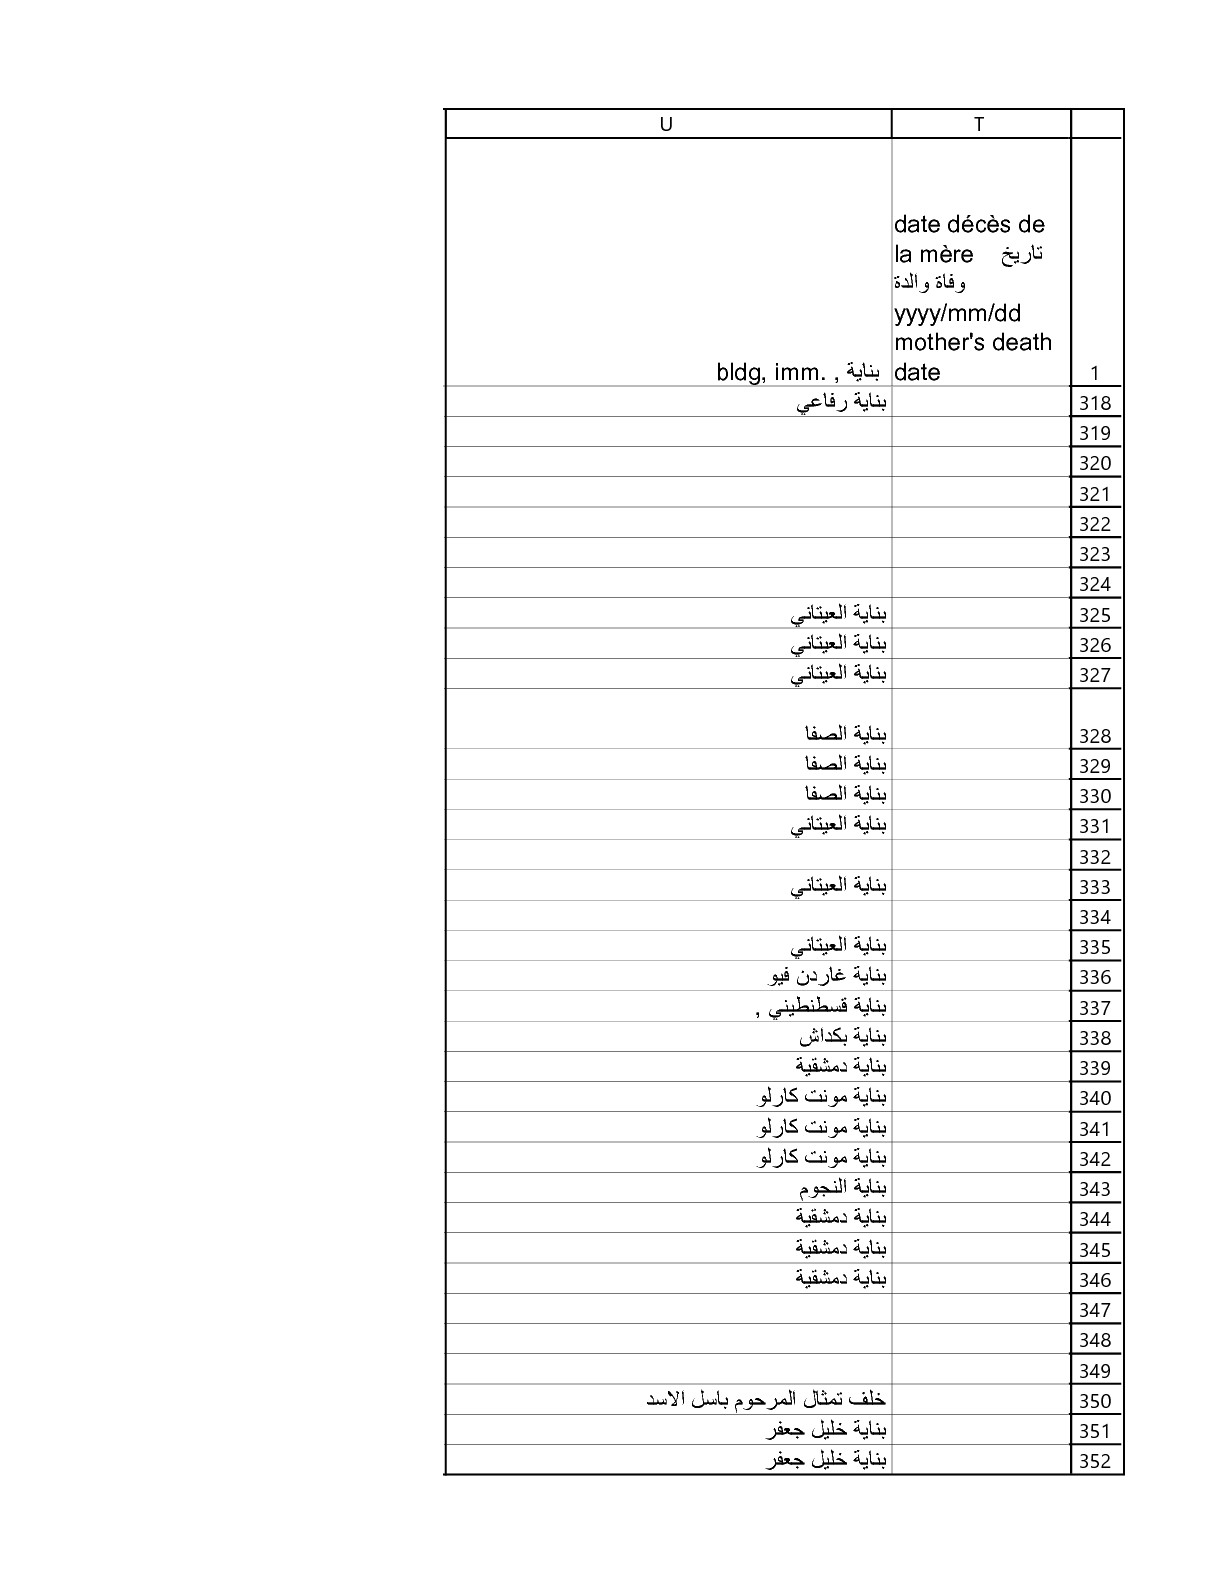 U T
date décès de
la mère تاريخ
وفاة والدة
yyyy/mm/dd
mother's death
date
bldg, imm. , بناية
1
318 بناية رفاعي
319
320
321
322
323
324
325 بناية العيتاني
326 بناية العيتاني
327 بناية العيتاني
328 بناية الصفا
329 بناية الصفا
330 بناية الصفا
331 بناية العيتاني
332
333 بناية العيتاني
334
335 بناية العيتاني
336 بناية غاردن فيو
337 بناية قسطنطيني ,
338 بناية بكداش
339 بناية دمشقية
340 بناية مونت كارلو
341 بناية مونت كارلو
342 بناية مونت كارلو
343 بناية النجوم
344 بناية دمشقية
345 بناية دمشقية
346 بناية دمشقية
347
348
349
350 خلف تمثال المرحوم باسل الاسد
351 بناية خليل جعفر
352 بناية خليل جعفر